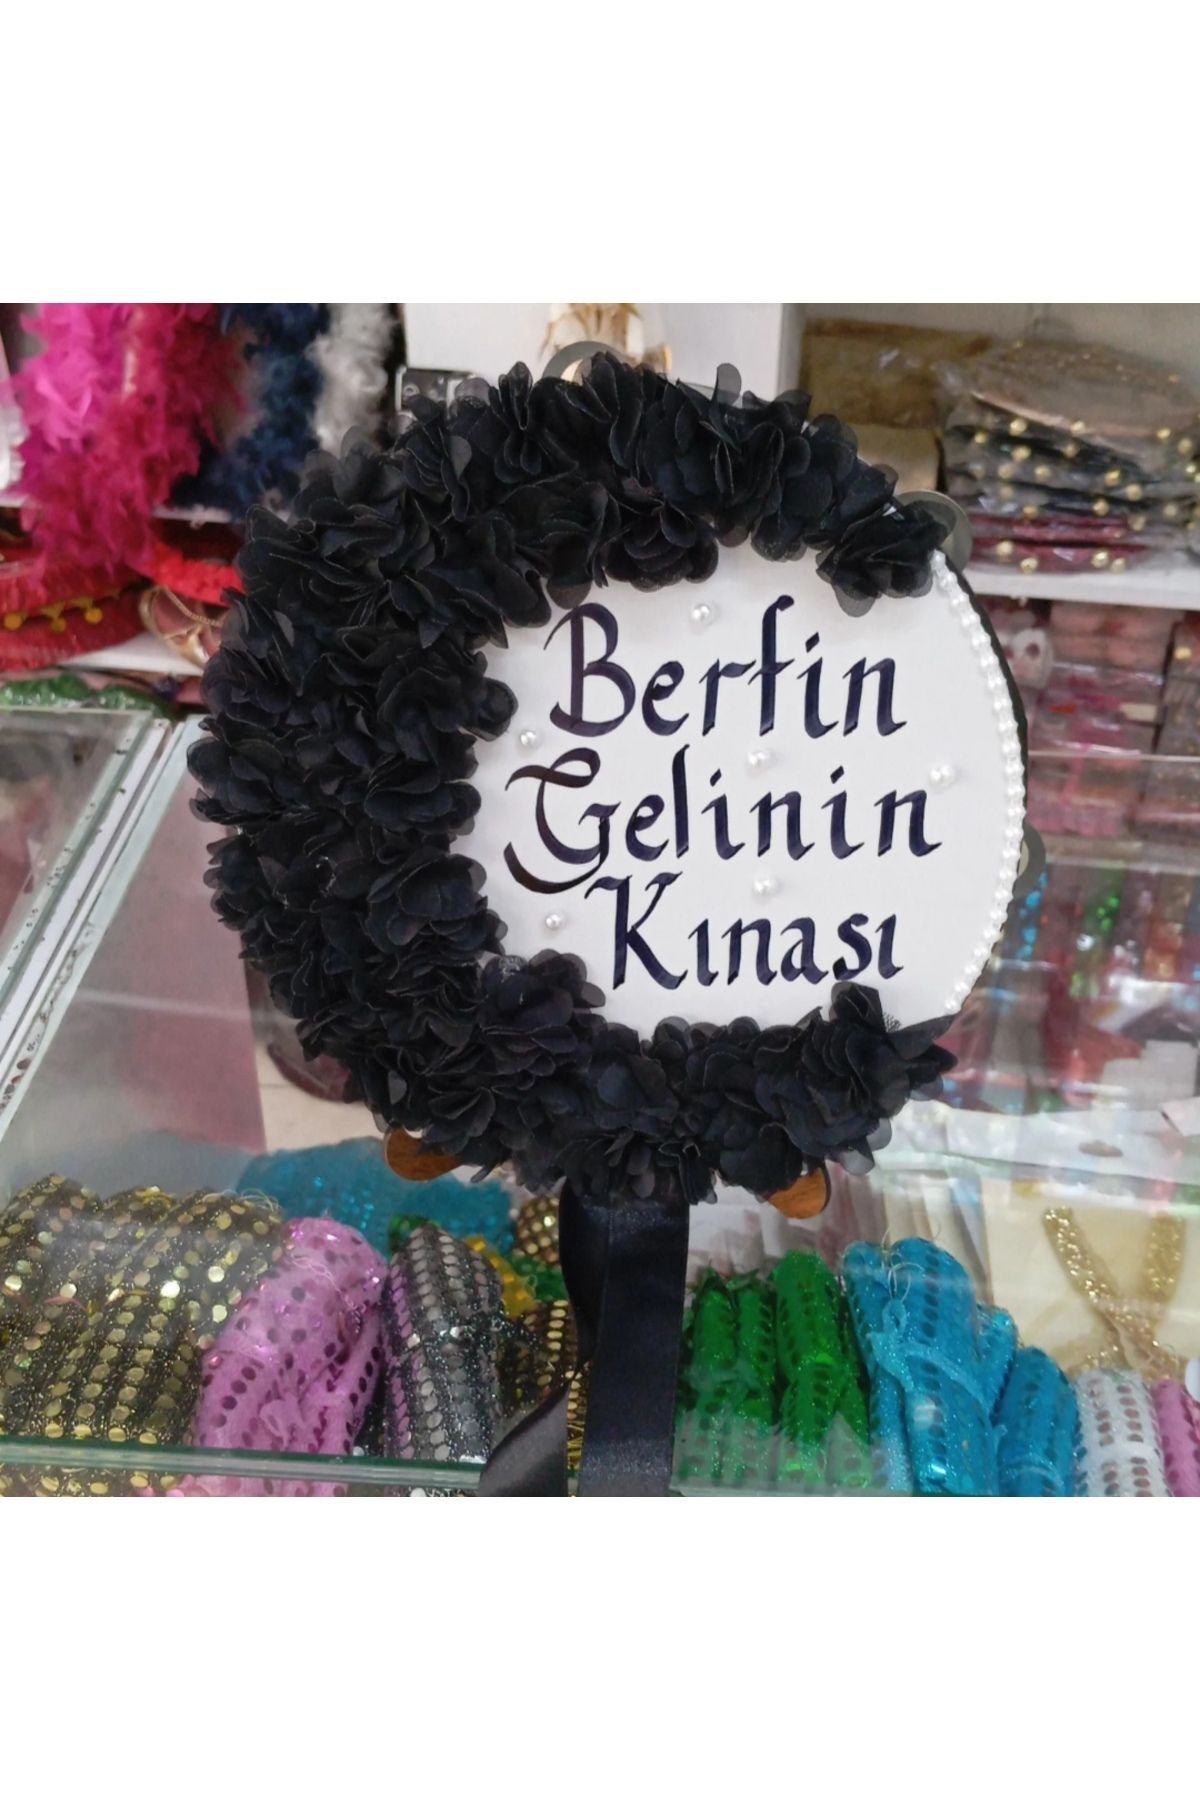 Berfin
Gelinin
Kınası